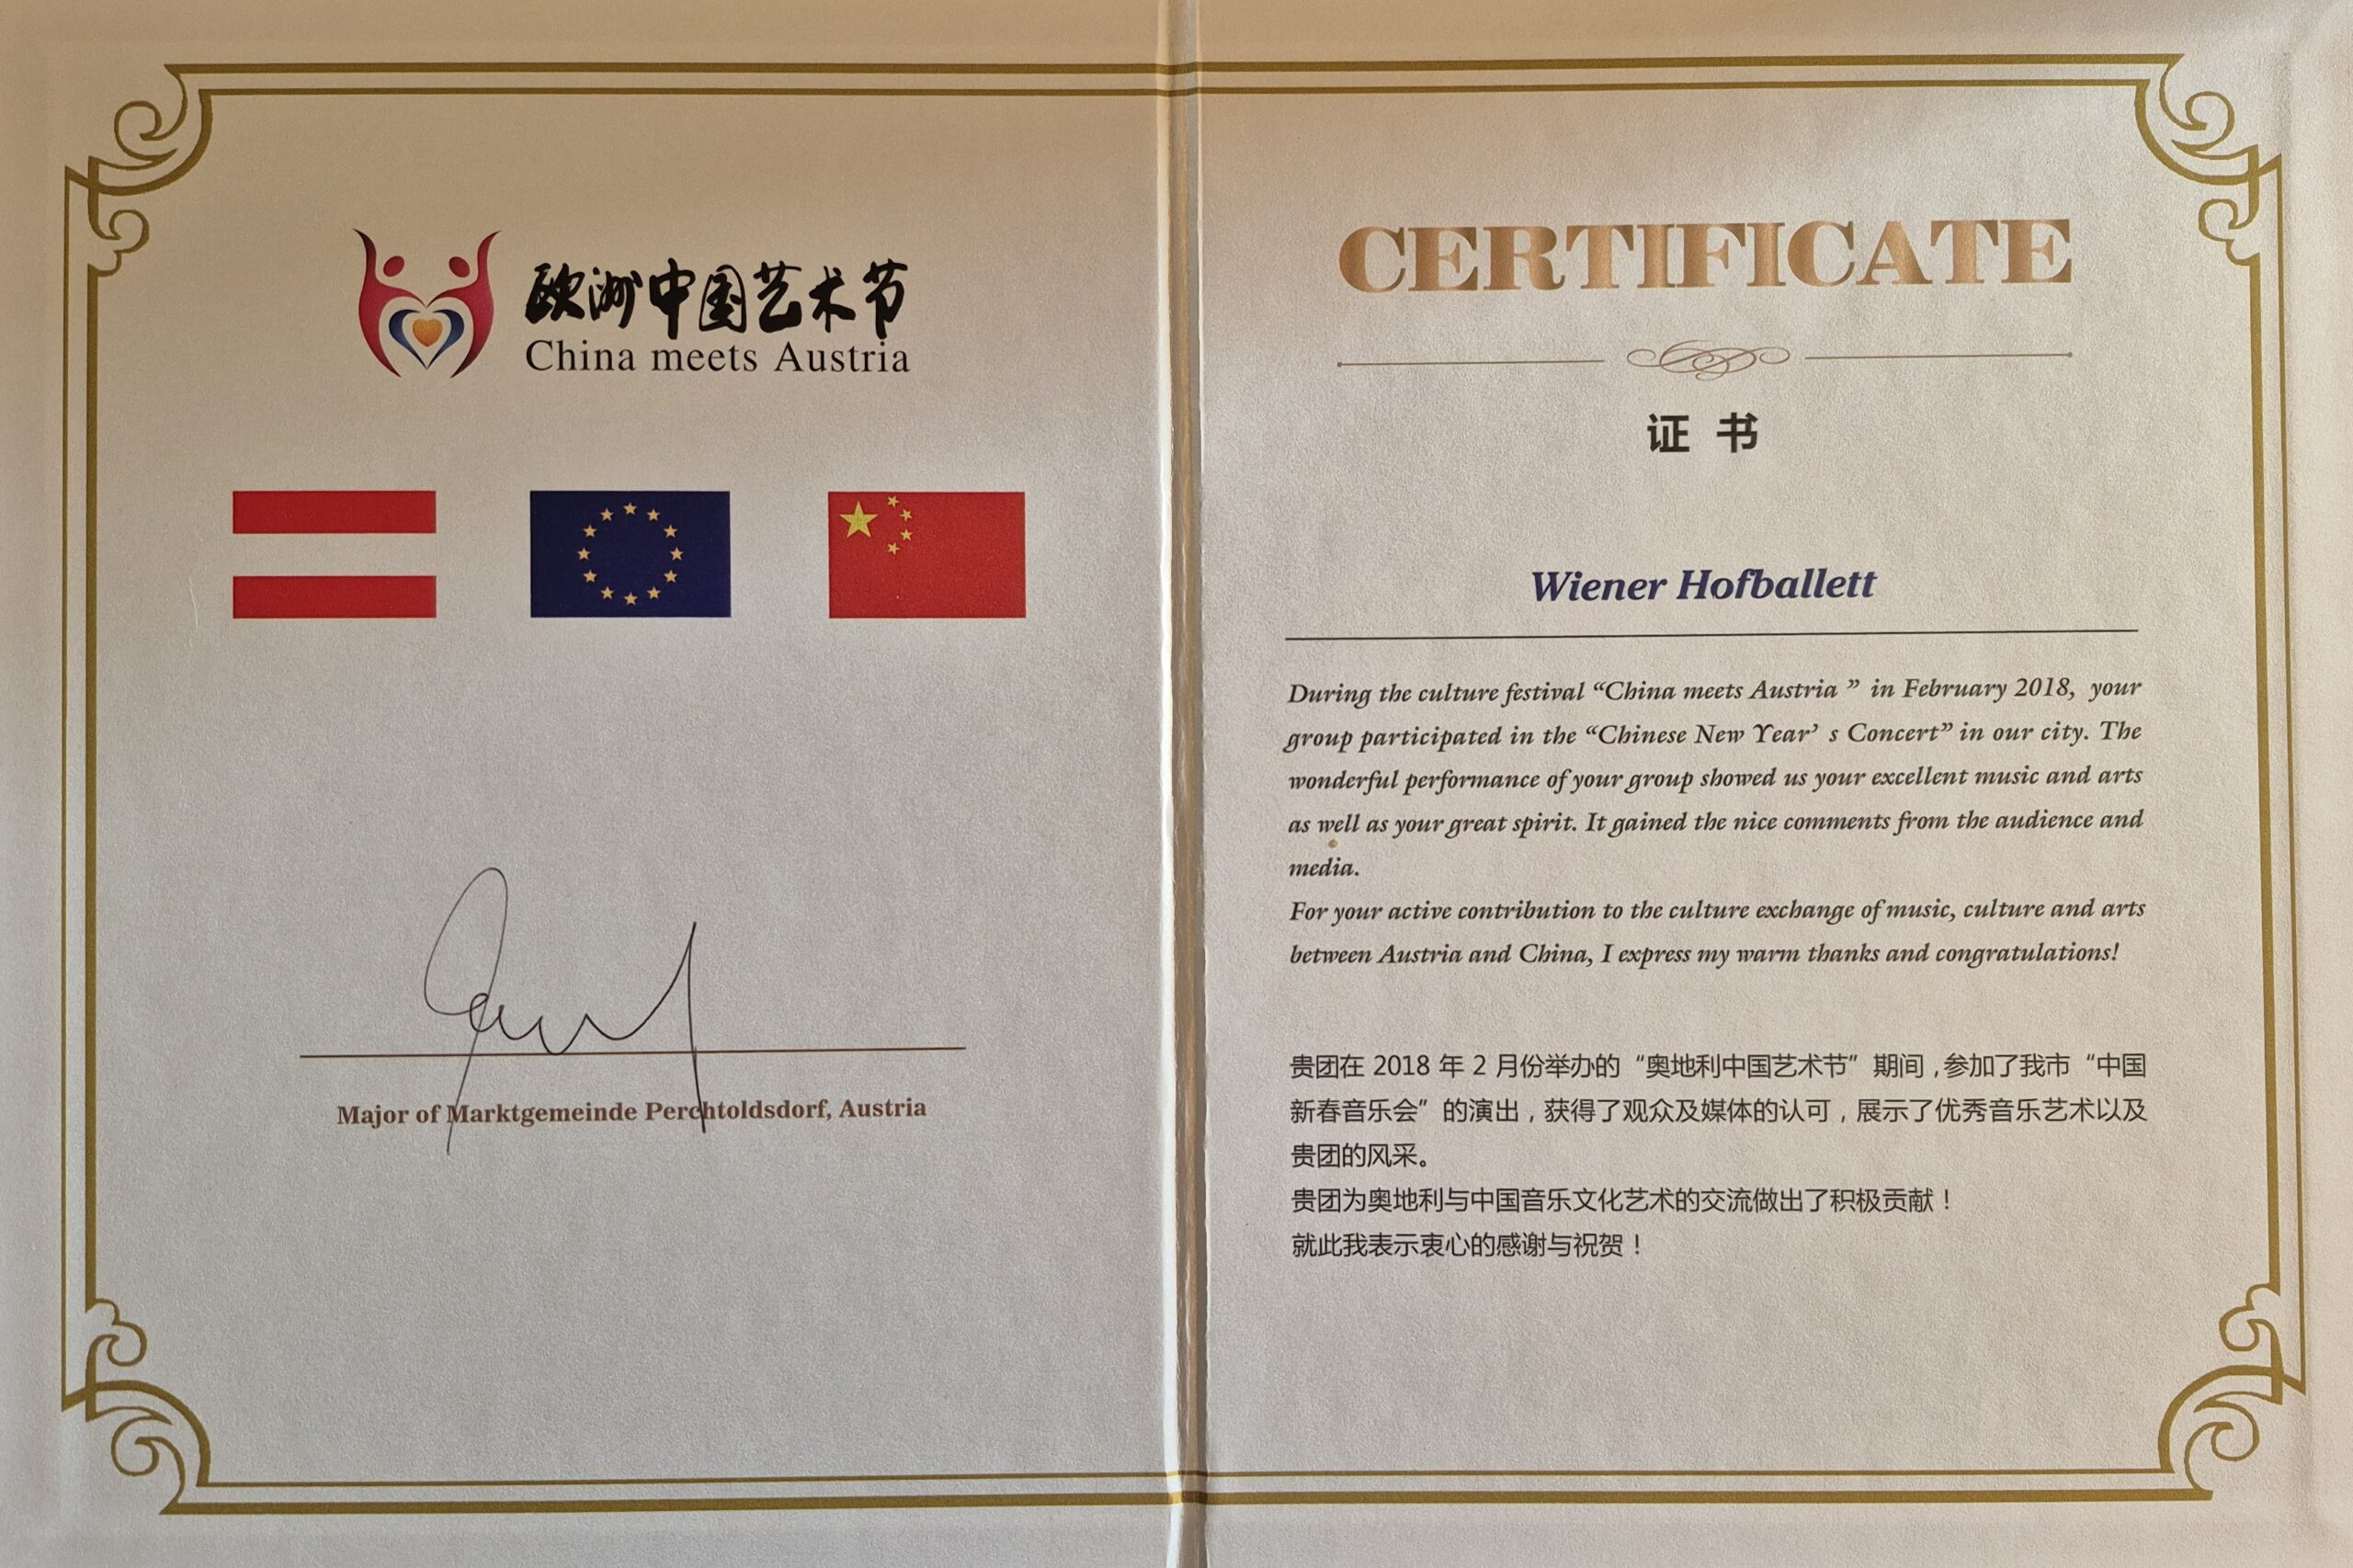 欧洲中国艺术节
China meets Austria
Major of Marktgemeinde Perchtoldsdorf, Austria
CERTIFICATE
证 书
Wiener Hofballett
During the culture festival “China meets Austria ” in February 2018, your
group participated in the “Chinese New Year’ s Concert” in our city. The
wonderful performance of your group showed us your excellent music and arts
as well as your great spirit. It gained the nice comments from the audience and
media.
For your active contribution to the culture exchange of music, culture and arts
between Austria and China, I express my warm thanks and congratulations!
贵团在 2018 年 2 月份举办的“奥地利中国艺术节”期间,参加了我市“中国
新春音乐会”的演出，获得了观众及媒体的认可，展示了优秀音乐艺术以及
贵团的风采。
贵团为奥地利与中国音乐文化艺术的交流做出了积极贡献！
就此我表示衷心的感谢与祝贺！